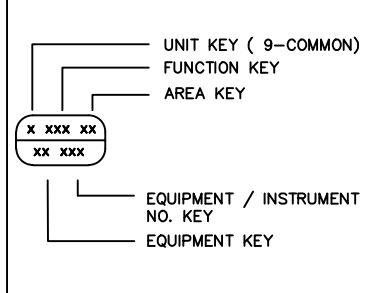 UNIT KEY ( 9-COMMON)
FUNCTION KEY
AREA KEY
x xxx xx
xx xxx
EQUIPMENT / INSTRUMENT
NO. KEY
EQUIPMENT KEY